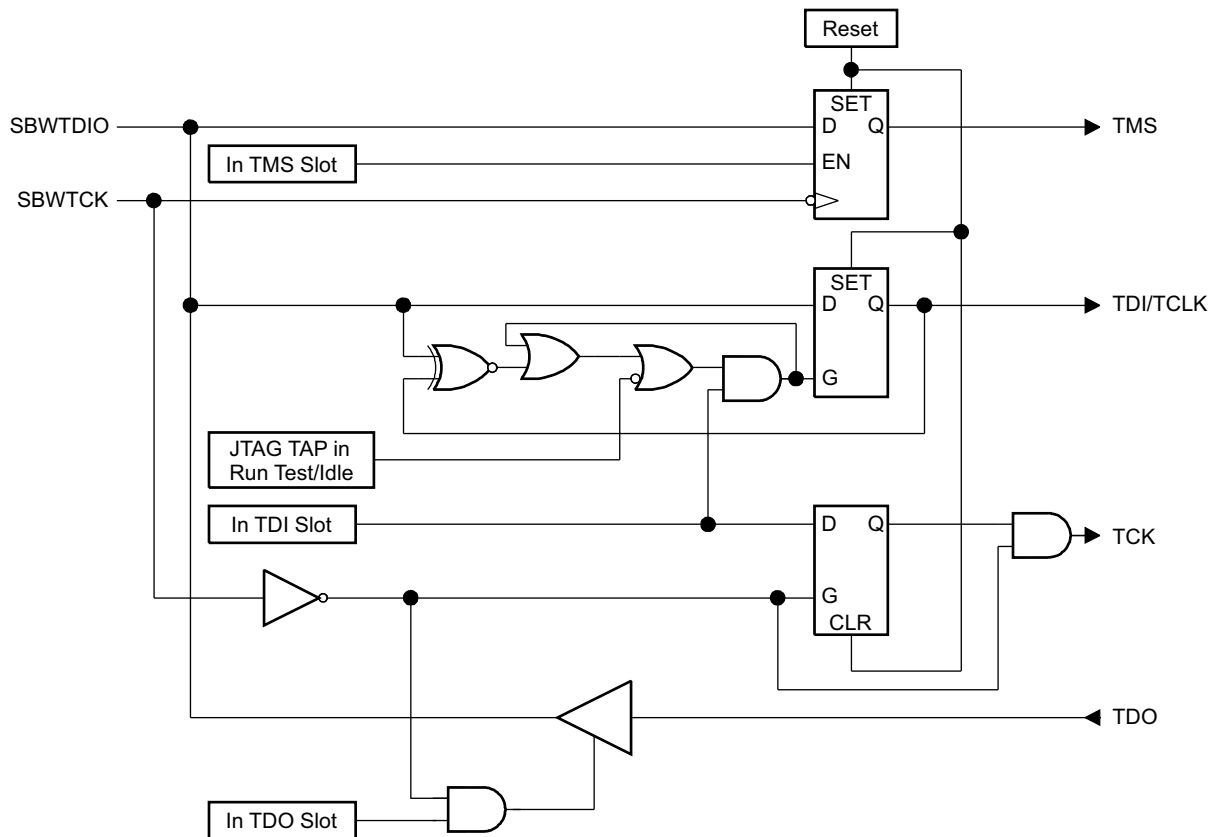 Reset
SET
SBWTDIO
D
Q
TMS
In TMS Slot
EN
SBWTCK
SET
D
Q
TDI/TCLK
G
JTAG TAP in
Run Test/Idle
In TDI Slot
D
Q
TCK
G
CLR
TDO
In TDO Slot